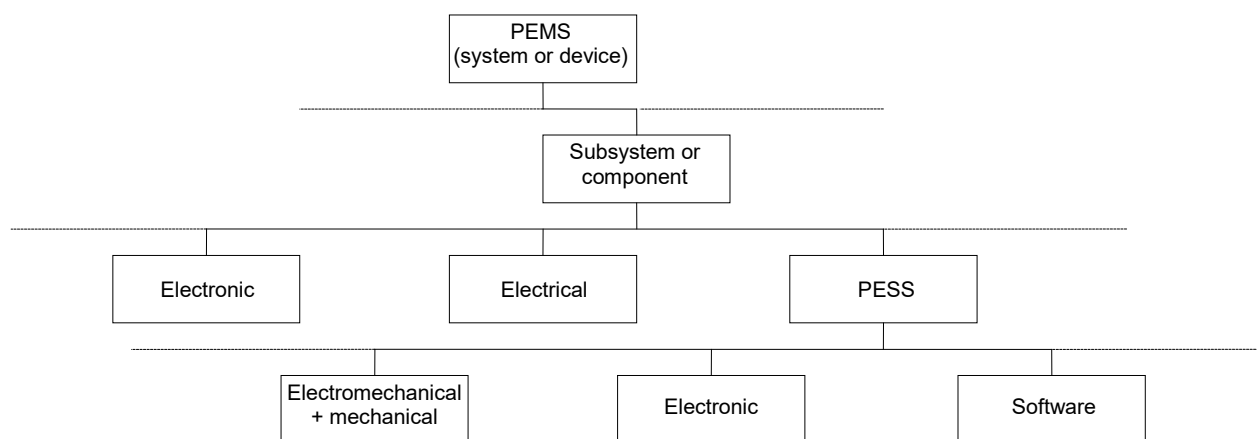 PEMS
(system or device)
Subsystem or
component
Electronic
Electrical
PESS
Electromechanical
+ mechanical
Electronic
Software